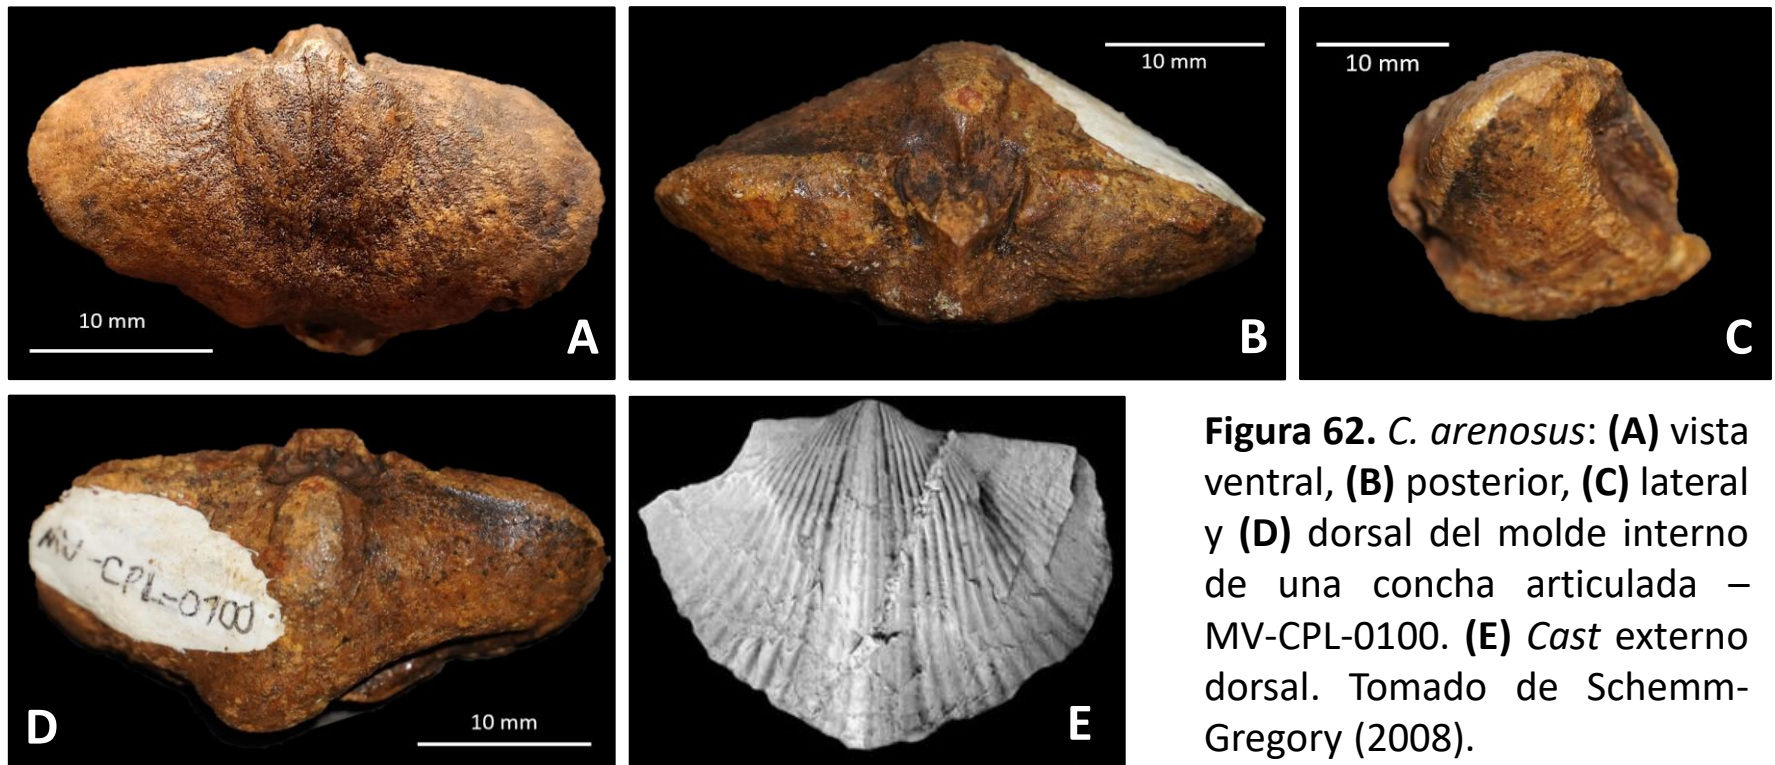 10 mm
A
10 mm
B
10 mm
C
MV-CPL-0100
10 mm
D
E
Figura 62. C. arenosus: (A) vista
ventral, (B) posterior, (C) lateral
y (D) dorsal del molde interno
de una concha articulada –
MV-CPL-0100. (E) Cast externo
dorsal. Tomado de Schemm-
Gregory (2008).